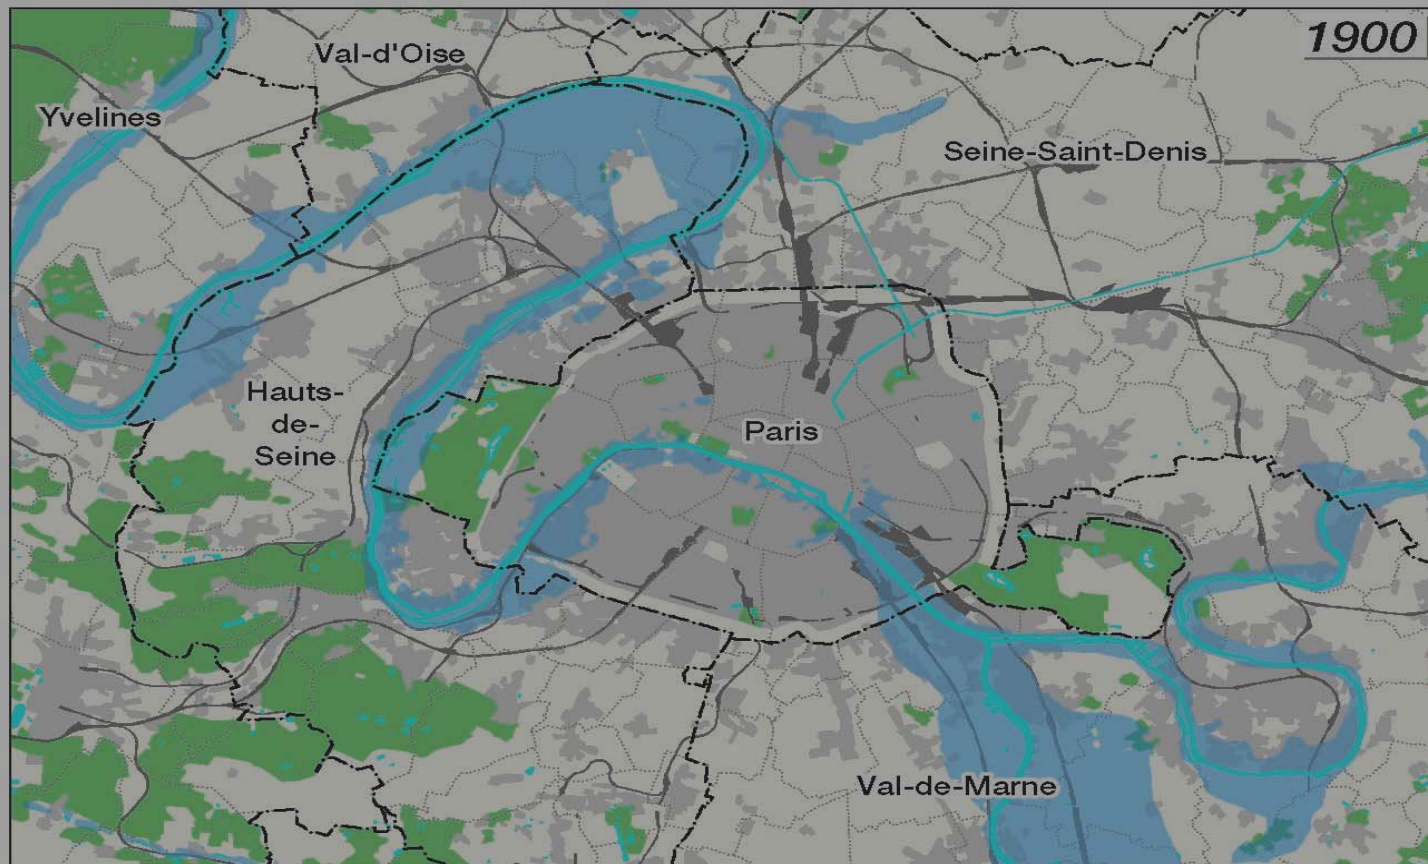 1900
Val-d'Oise
Yvelines
Seine-Saint-Denis
Hauts-
de-
Seine
Paris
Val-de-Marne